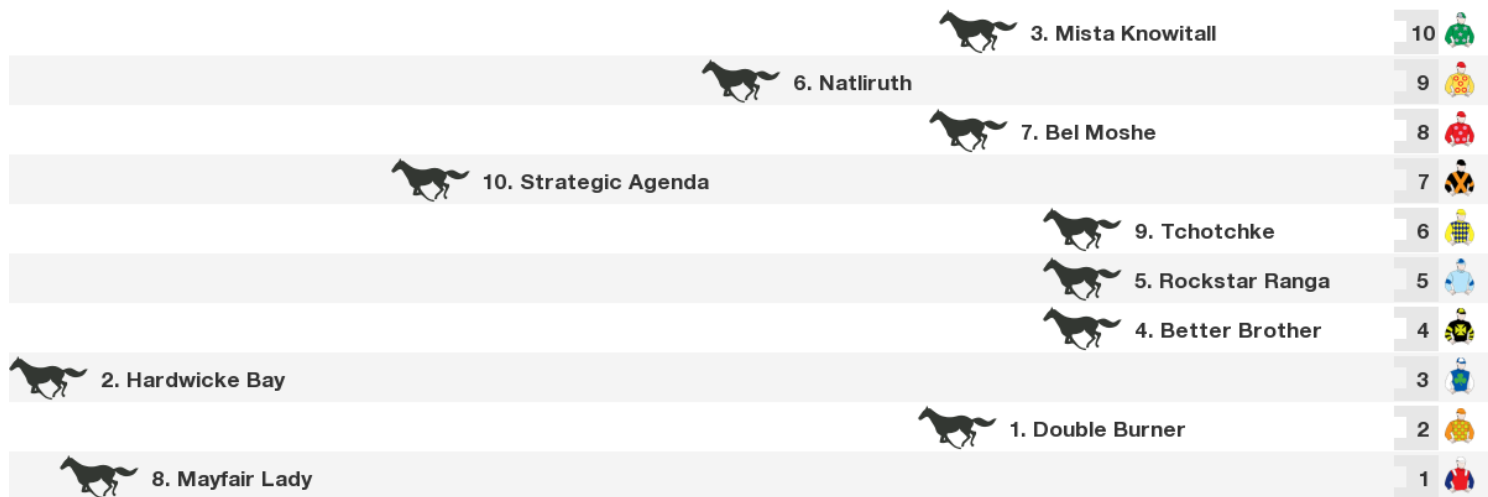 3. Mista Knowitall 10
6. Natliruth 9
7. Bel Moshe 8
10. Strategic Agenda 7
9. Tchotchke 6
5. Rockstar Ranga 5
4. Better Brother 4
2. Hardwicke Bay 3
1. Double Burner 2
8. Mayfair Lady 1